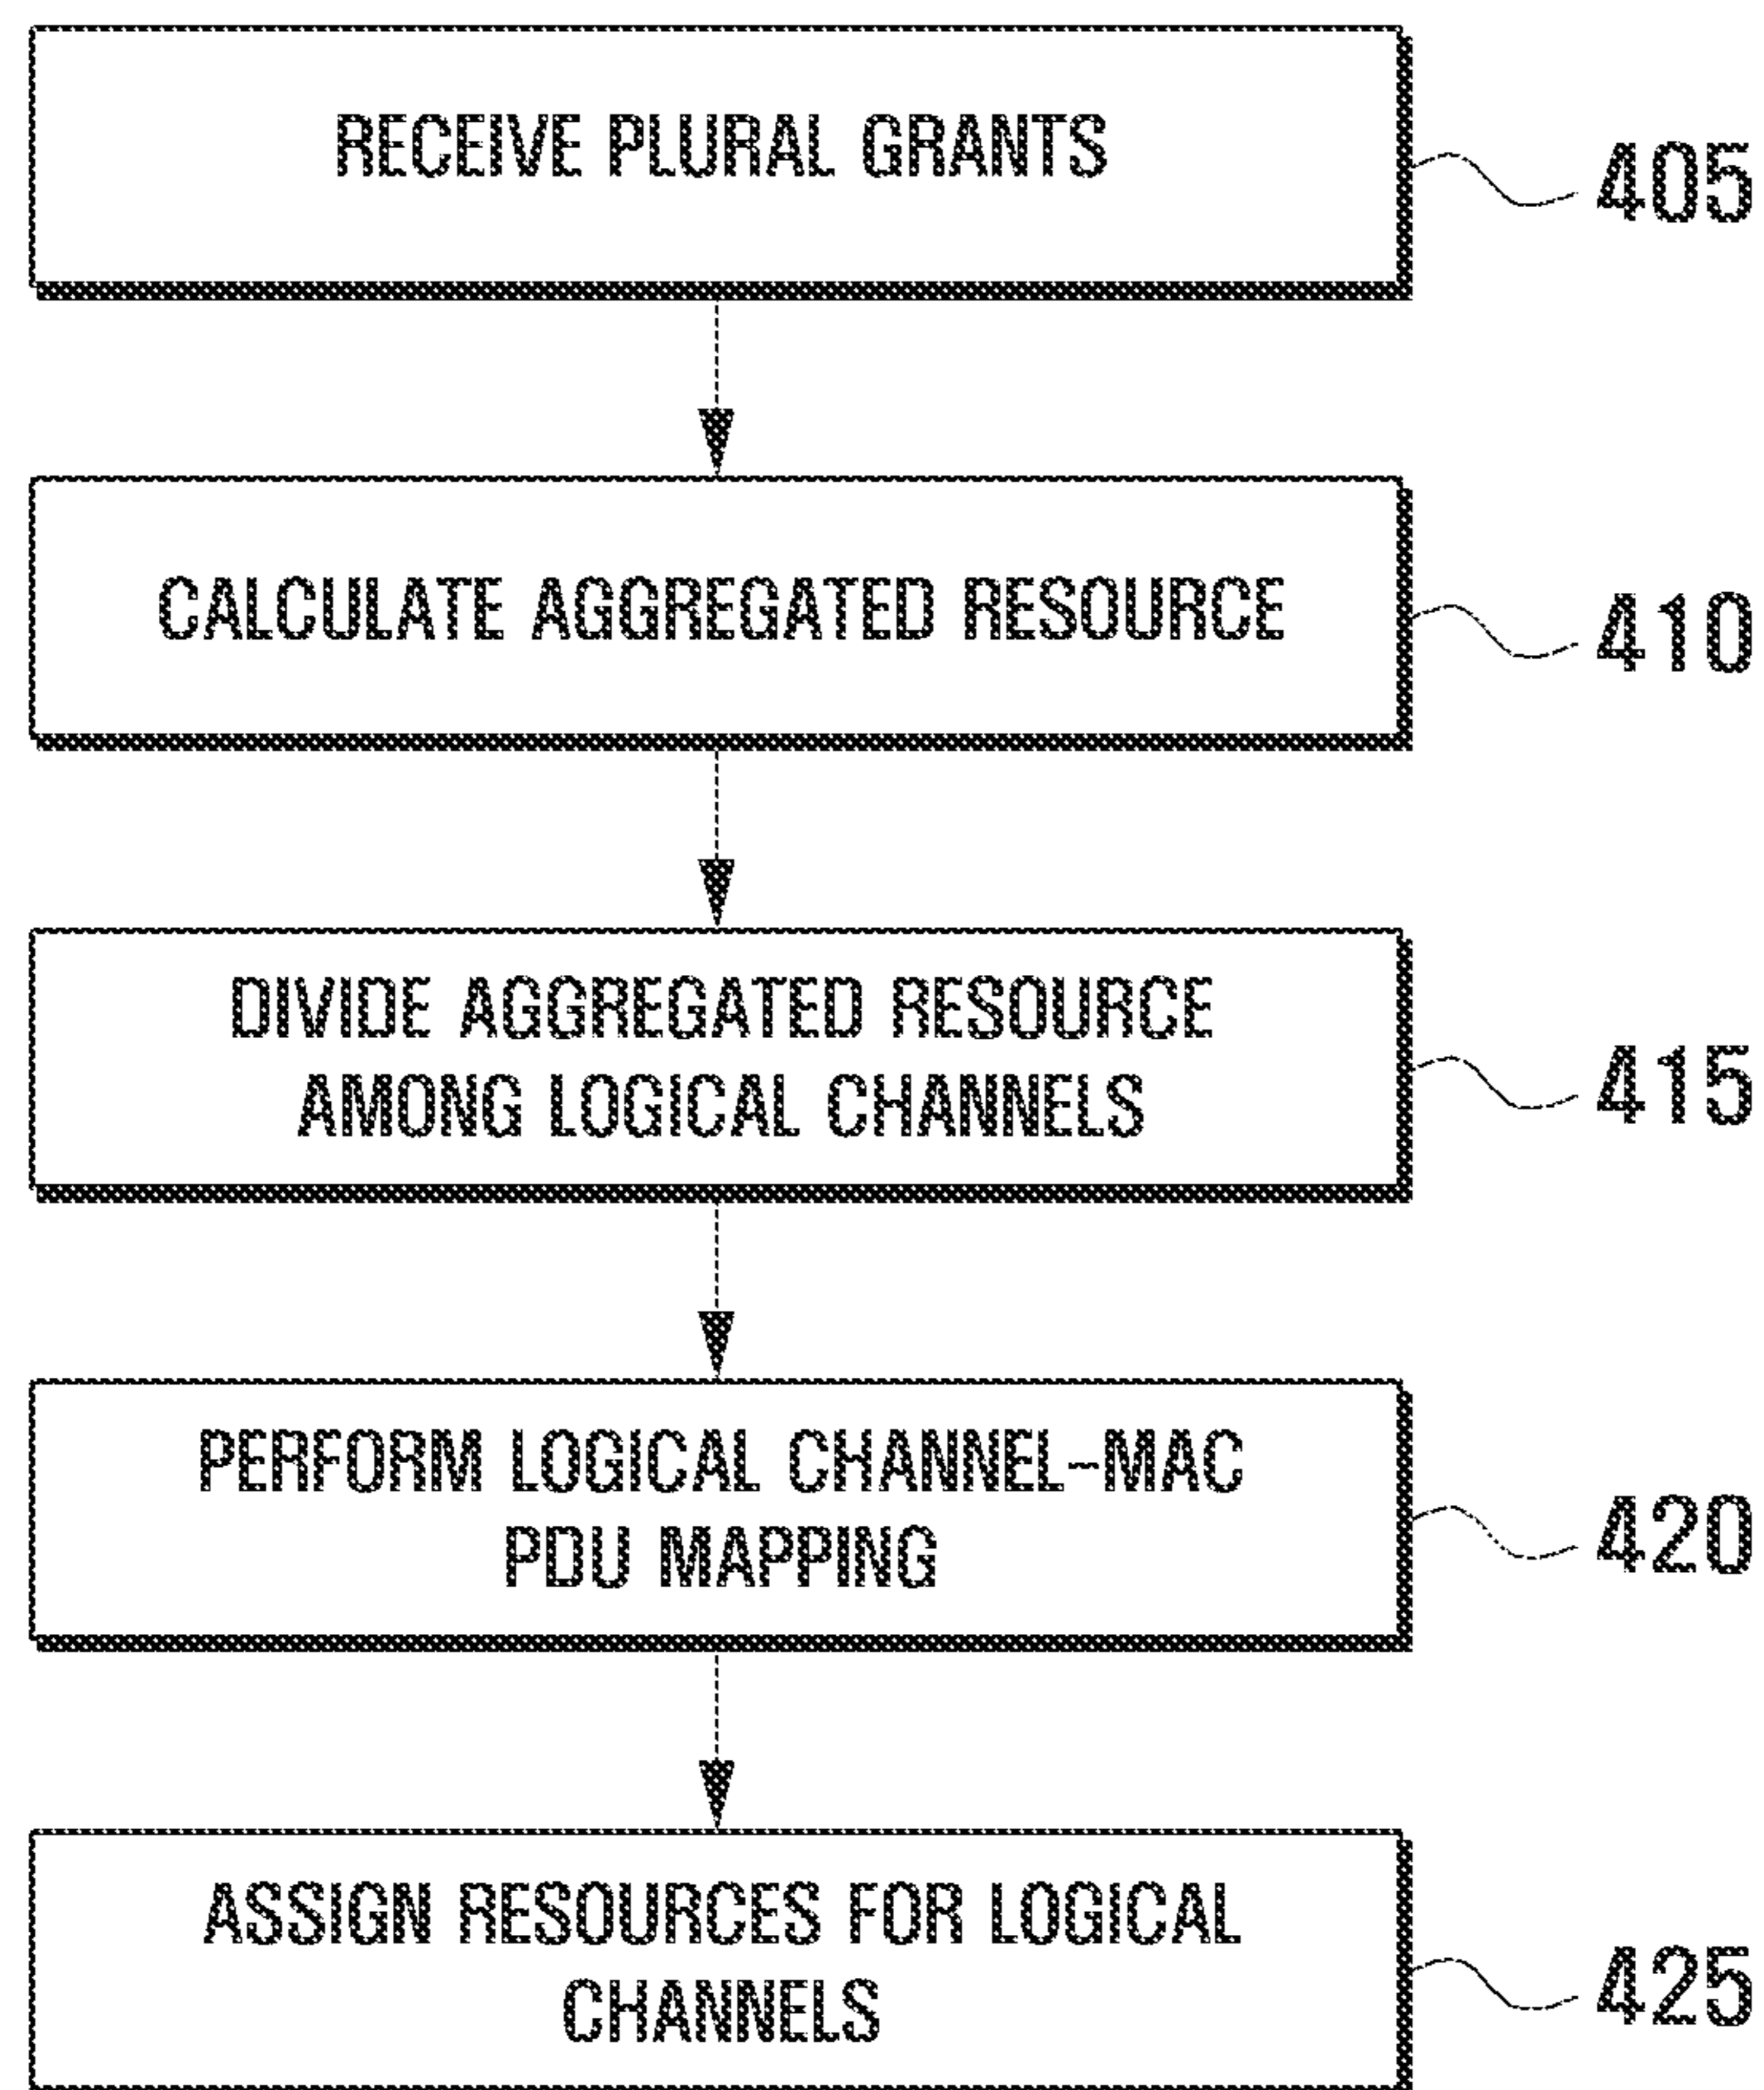 RECEIVE PLURAL GRANTS
405
CALCULATE AGGREGATED RESOURCE
410
DIVIDE AGGREGATED RESOURCE
AMONG LOGICAL CHANNELS
415
PERFORM LOGICAL CHANNEL-MAC
PDU MAPPING
420
ASSIGN RESOURCES FOR LOGICAL
CHANNELS
425